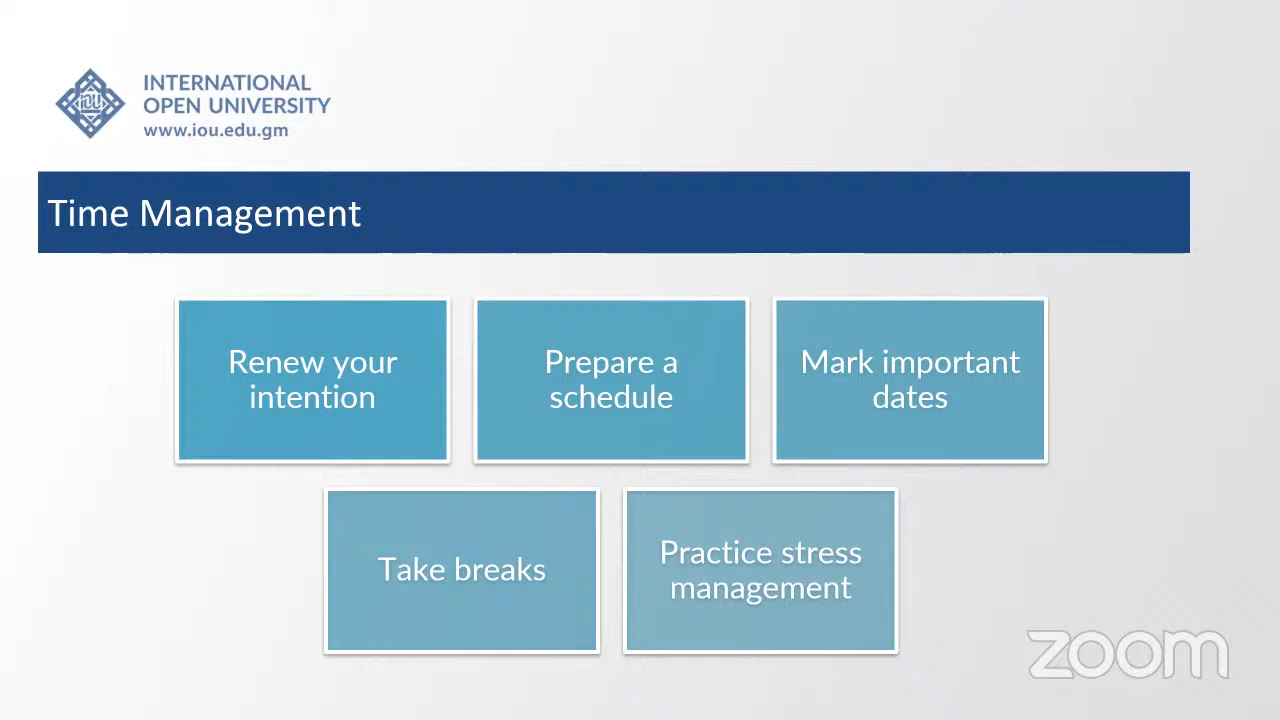 INTERNATIONAL
OPEN UNIVERSITY
www.iou.edu.gm
Time Management
Renew your
intention
Prepare a
schedule
Mark important
dates
Take breaks
Practice stress
management
zoom